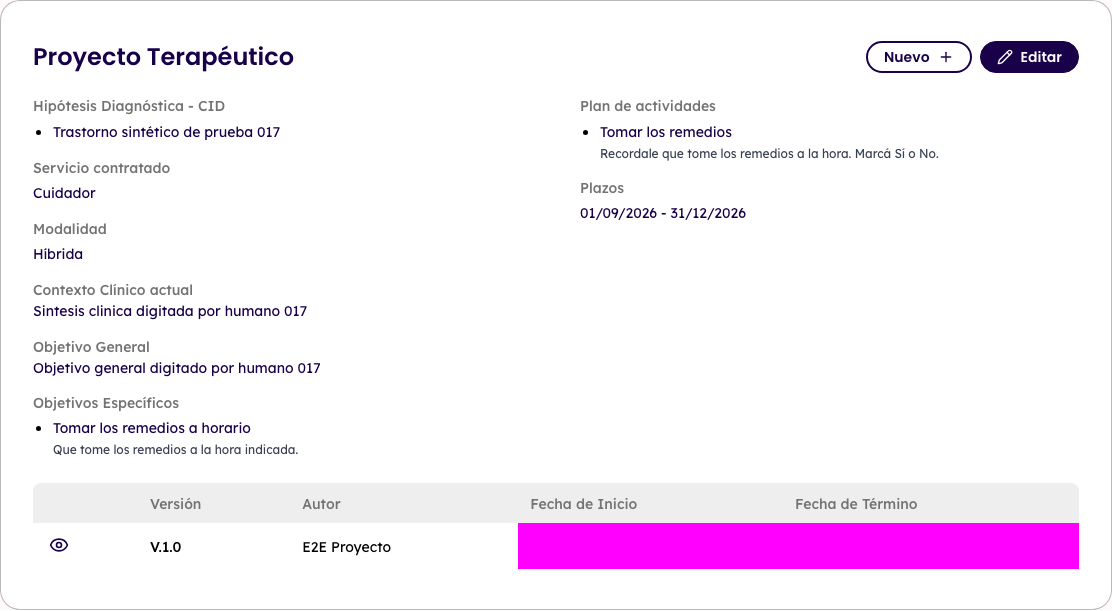 Proyecto Terapéutico
Nuevo +
Editar
Hipótesis Diagnóstica - CID
• Trastorno sintético de prueba 017
Servicio contratado
Cuidador
Modalidad
Híbrida
Contexto Clínico actual
Sintesis clinica digitada por humano 017
Objetivo General
Objetivo general digitado por humano 017
Objetivos Específicos
• Tomar los remedios a horario
Que tome los remedios a la hora indicada.
Plan de actividades
• Tomar los remedios
Recordale que tome los remedios a la hora. Marcá Sí o No.
Plazos
01/09/2026 - 31/12/2026
Versión Autor Fecha de Inicio Fecha de Término
V.1.0 E2E Proyecto